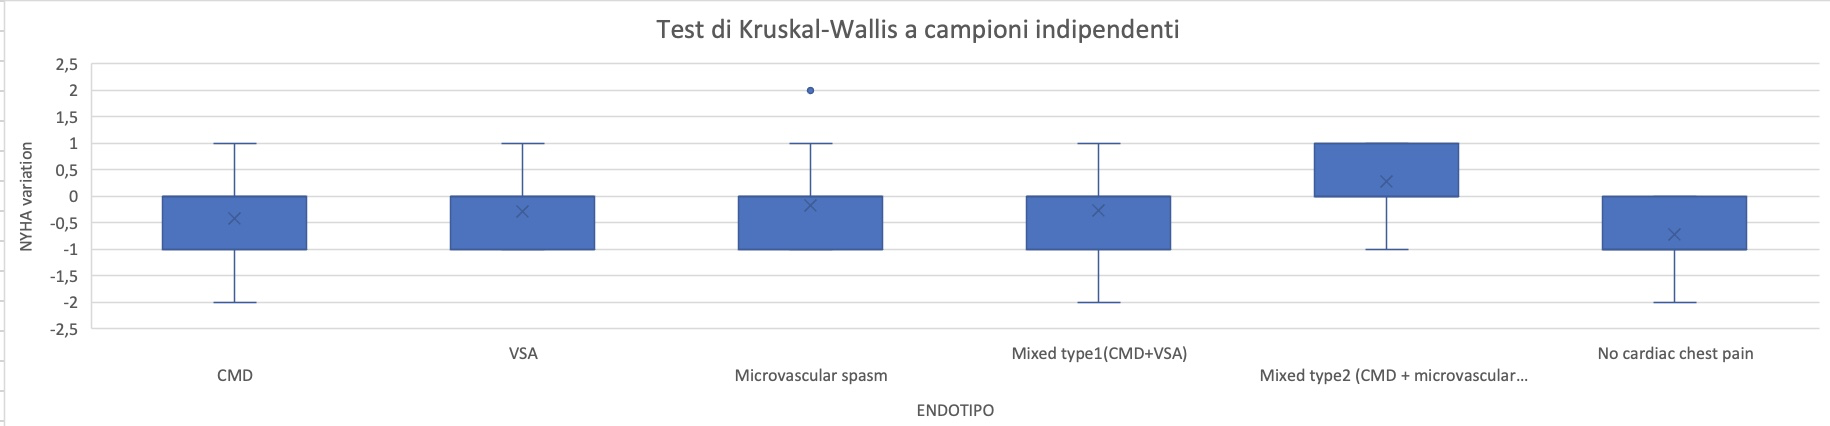 Test di Kruskal-Wallis a campioni indipendenti
2,5
2
1,5
1
0,5
0
-0,5
-1
-1,5
-2
-2,5
NYHA variation
CMD
VSA
Microvascular spasm
Mixed type1(CMD+VSA)
Mixed type2 (CMD + microvascular...
No cardiac chest pain
ENDOTIPO